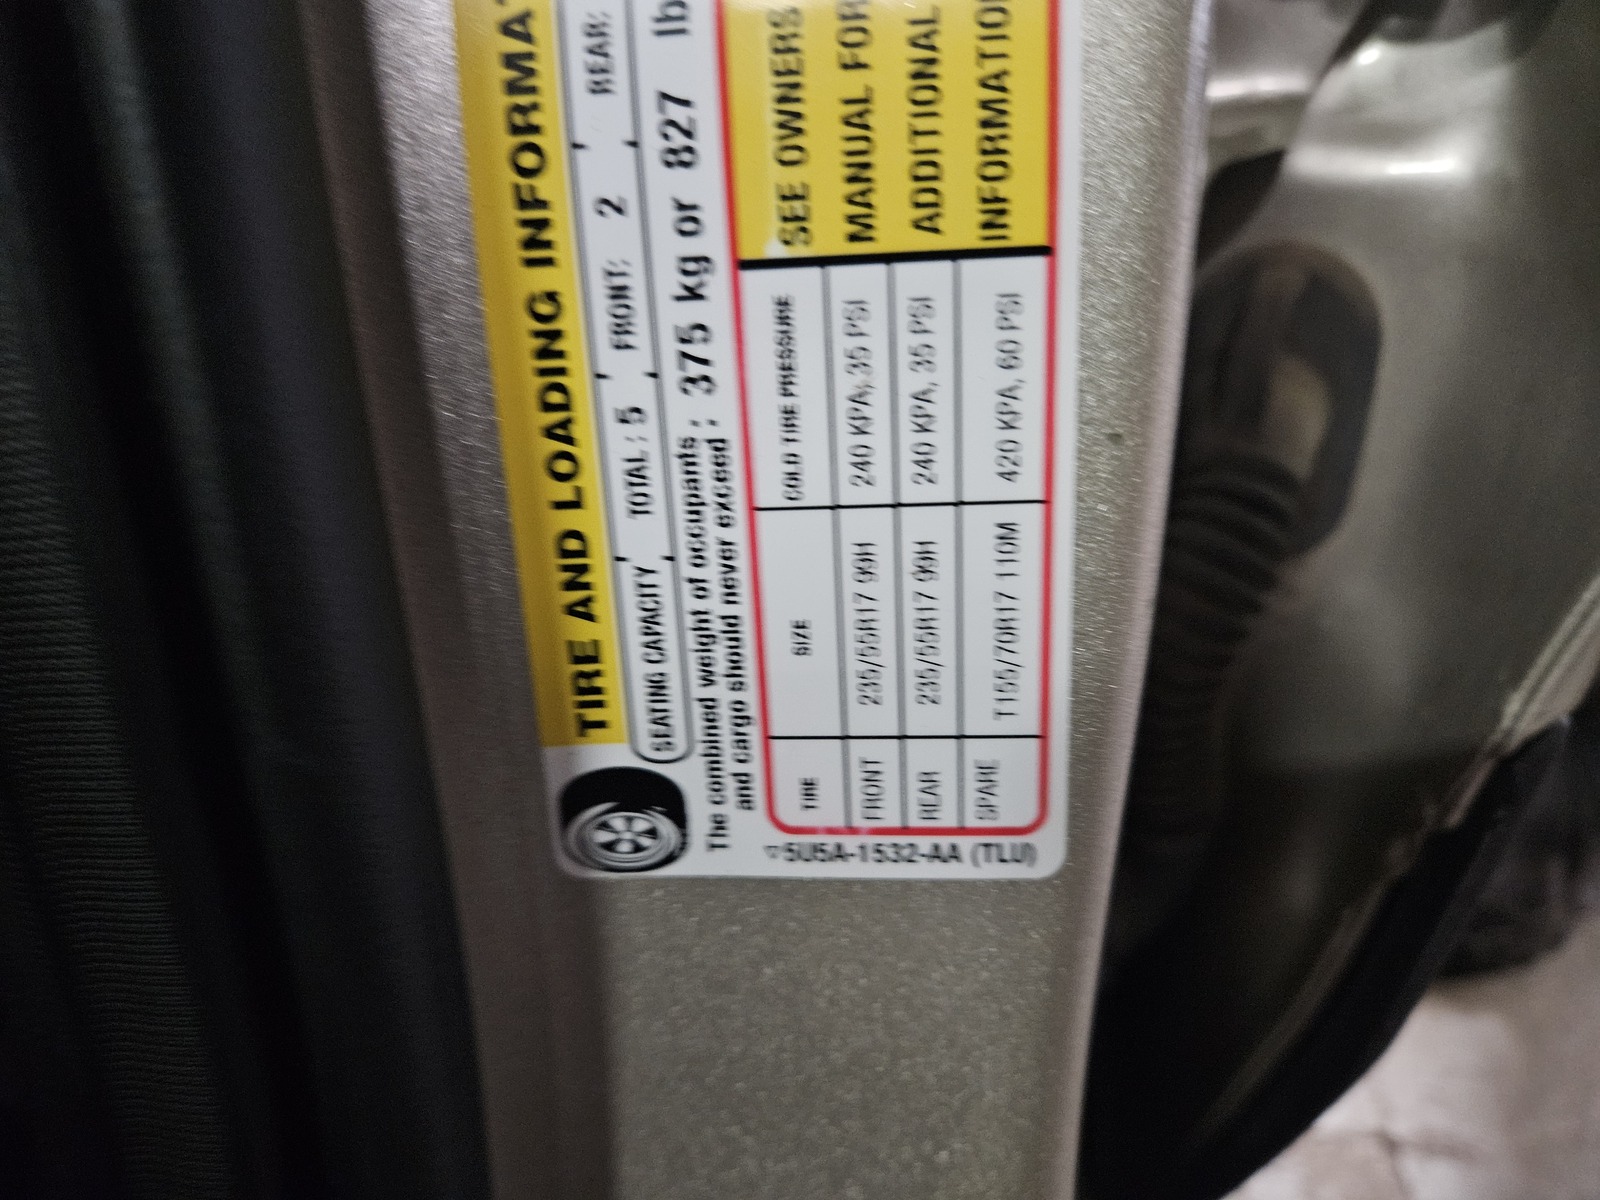 TIRE AND LOADING INFORMAT
SEATING CAPACITY TOTAL : 5 FRONT: 2 REAR:
The combined weight of occupants and cargo should never exceed : 375 kg or 827 lb
TIRE SIZE COLD TIRE PRESSURE
FRONT 235/55R17 99H 240 KPA, 35 PSI
REAR 235/55R17 99H 240 KPA, 35 PSI
SPARE T155/70R17 110M 420 KPA, 60 PSI
SEE OWNERS
MANUAL FOR
ADDITIONAL
INFORMATION
5U5A-1532-AA (TLU)